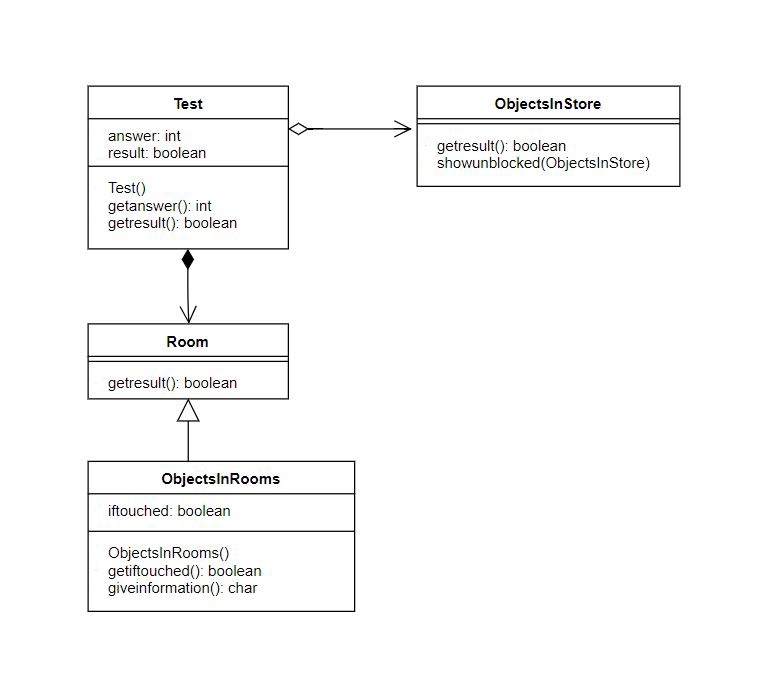 Test
answer: int
result: boolean
Test()
getanswer(): int
getresult(): boolean
ObjectsInStore
getresult(): boolean
showunblocked(ObjectsInStore)
Room
getresult(): boolean
ObjectsInRooms
iftouched: boolean
ObjectsInRooms()
getiftouched(): boolean
giveinformation(): char